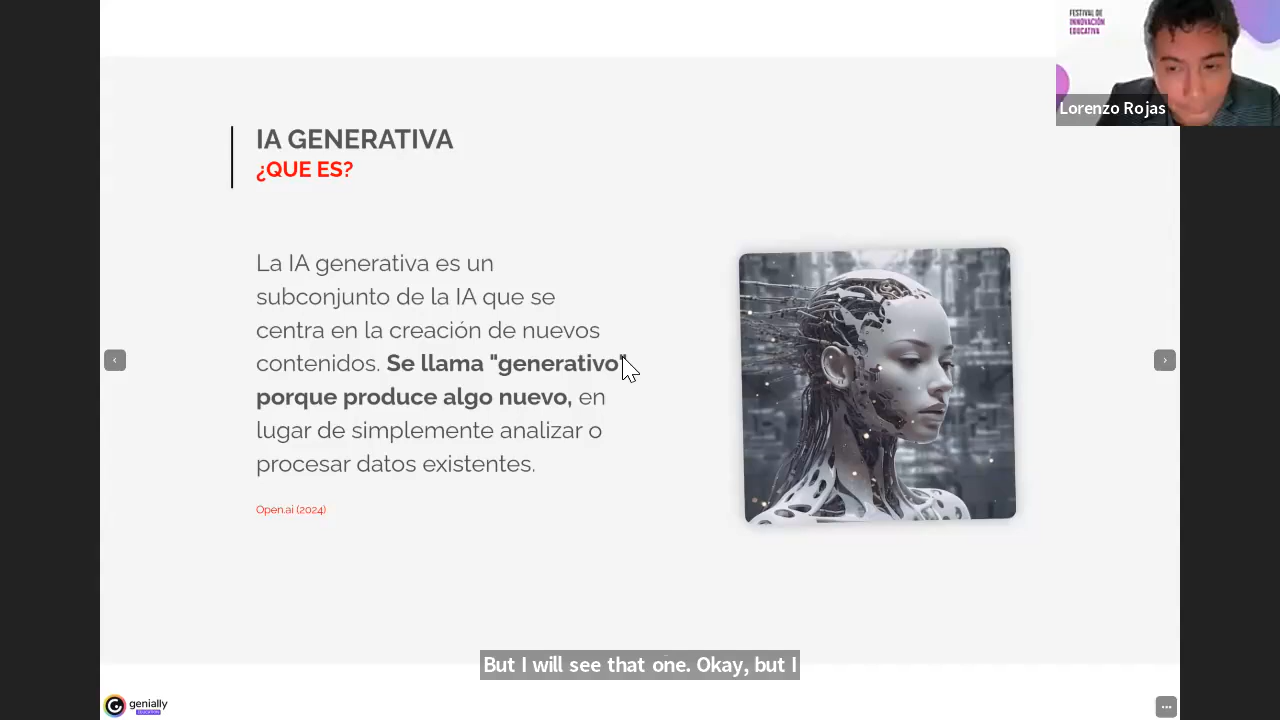 FESTIVAL DE
INNOVACIÓN
EDUCATIVA
Lorenzo Rojas
IA GENERATIVA
¿QUE ES?
La IA generativa es un
subconjunto de la IA que se
centra en la creación de nuevos
contenidos. Se llama "generativo"
porque produce algo nuevo, en
lugar de simplemente analizar o
procesar datos existentes.
Open.ai (2024)
But I will see that one. Okay, but I
genially
EDUCATION